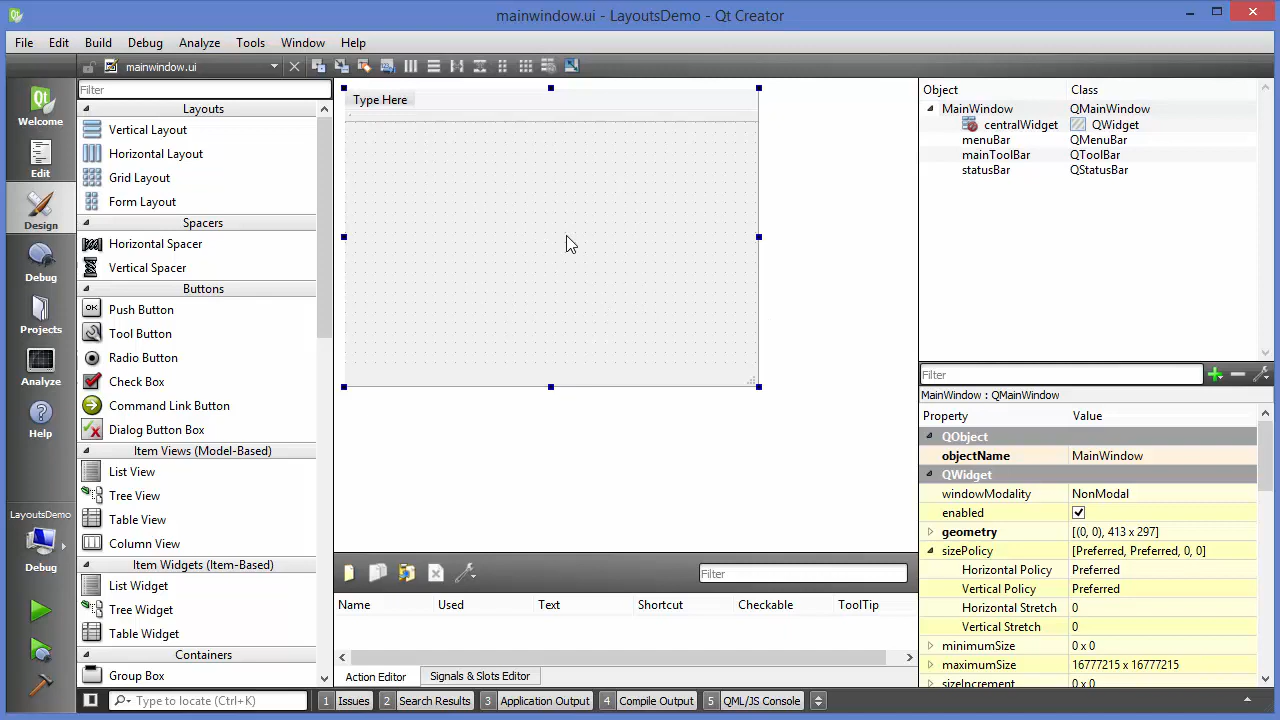 mainwindow.ui - LayoutsDemo - Qt Creator
File Edit Build Debug Analyze Tools Window Help
mainwindow.ui
Welcome
Edit
Design
Debug
Projects
Analyze
Help
LayoutsDemo
Debug
Filter
Layouts
Vertical Layout
Horizontal Layout
Grid Layout
Form Layout
Spacers
Horizontal Spacer
Vertical Spacer
Buttons
OK Push Button
Tool Button
Radio Button
Check Box
Command Link Button
Dialog Button Box
Item Views (Model-Based)
List View
Tree View
Table View
Column View
Item Widgets (Item-Based)
List Widget
Tree Widget
Table Widget
Containers
Group Box
Type Here
Filter
Name Used Text Shortcut Checkable ToolTip
Action Editor Signals & Slots Editor
Object Class
MainWindow QMainWindow
centralWidget QWidget
menuBar QMenuBar
mainToolBar QToolBar
statusBar QStatusBar
Filter
MainWindow : QMainWindow
Property Value
QObject
objectName MainWindow
QWidget
windowModality NonModal
enabled
geometry [(0, 0), 413 x 297]
sizePolicy [Preferred, Preferred, 0, 0]
Horizontal Policy Preferred
Vertical Policy Preferred
Horizontal Stretch 0
Vertical Stretch 0
minimumSize 0 x 0
maximumSize 16777215 x 16777215
sizeIncrement 0 x 0
Type to locate (Ctrl+K) 1 Issues 2 Search Results 3 Application Output 4 Compile Output 5 QML/JS Console